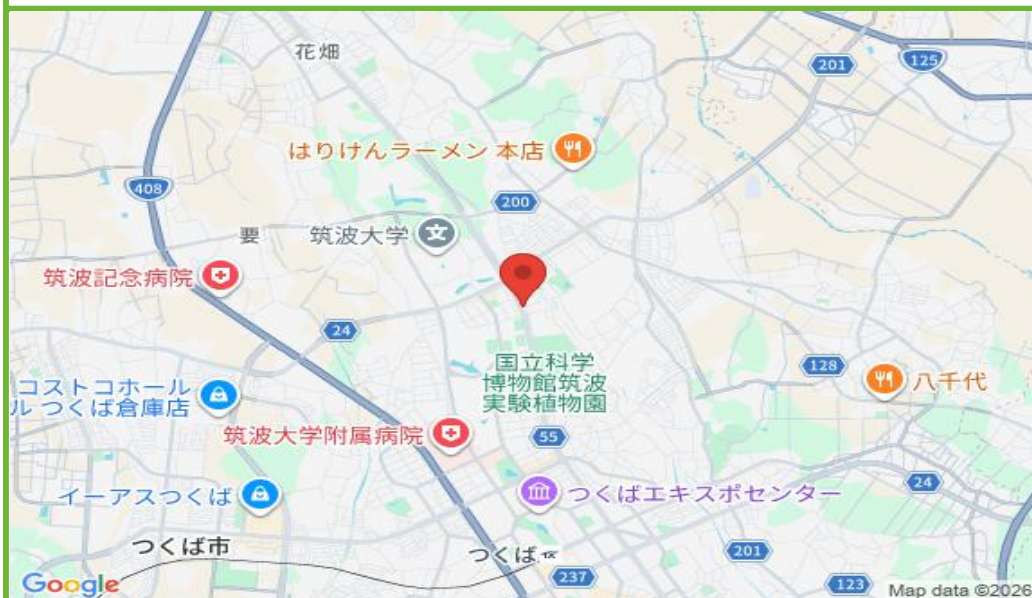 花畑
201
125
はりけんラーメン 本店
408
200
要
筑波大学
文
筑波記念病院
24
国立科学
博物館筑波
実験植物園
128
八千代
コストコホール
ル つくば倉庫店
筑波大学附属病院
55
24
イーアスつくば
つくばエキスポセンター
つくば市
つくば
201
237
123
Google
Map data ©2026